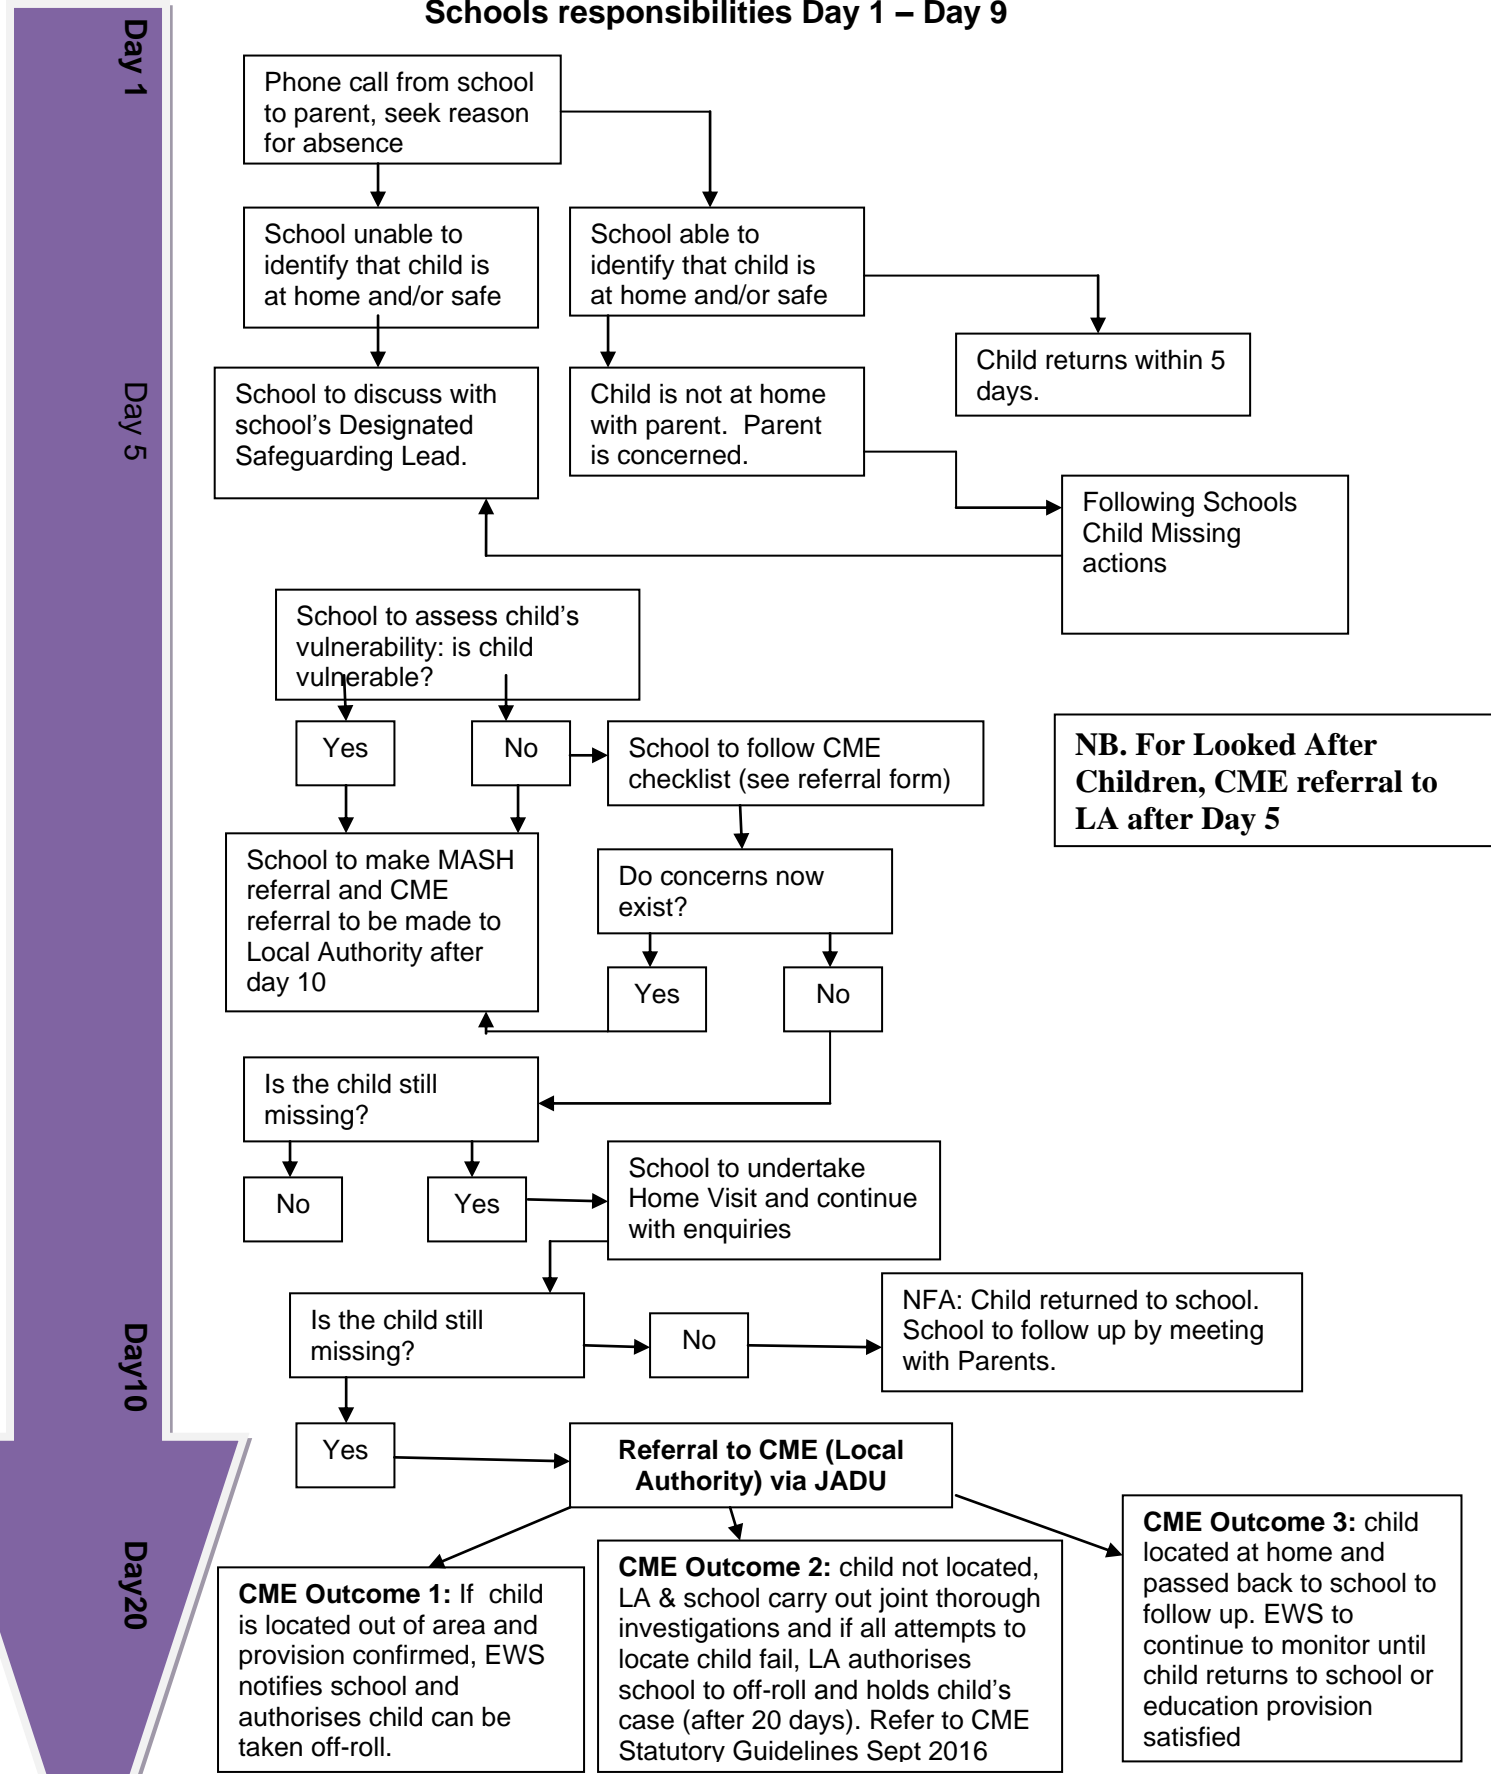 Schools responsibilities Day 1 – Day 9
Day 1
Phone call from school
to parent, seek reason
for absence
School unable to
identify that child is
at home and/or safe
School able to
identify that child is
at home and/or safe
Child returns within 5
days.
Day 5
School to discuss with
school’s Designated
Safeguarding Lead.
Child is not at home
with parent. Parent
is concerned.
Following Schools
Child Missing
actions
School to assess child’s
vulnerability: is child
vulnerable?
Yes
No
School to follow CME
checklist (see referral form)
NB. For Looked After
Children, CME referral to
LA after Day 5
School to make MASH
referral and CME
referral to be made to
Local Authority after
day 10
Do concerns now
exist?
Yes
No
Is the child still
missing?
No
Yes
School to undertake
Home Visit and continue
with enquiries
Day10
Is the child still
missing?
No
NFA: Child returned to school.
School to follow up by meeting
with Parents.
Yes
Referral to CME (Local
Authority) via JADU
Day20
CME Outcome 1: If child
is located out of area and
provision confirmed, EWS
notifies school and
authorises child can be
taken off-roll.
CME Outcome 2: child not located,
LA & school carry out joint thorough
investigations and if all attempts to
locate child fail, LA authorises
school to off-roll and holds child’s
case (after 20 days). Refer to CME
Statutory Guidelines Sept 2016
CME Outcome 3: child
located at home and
passed back to school to
follow up. EWS to
continue to monitor until
child returns to school or
education provision
satisfied